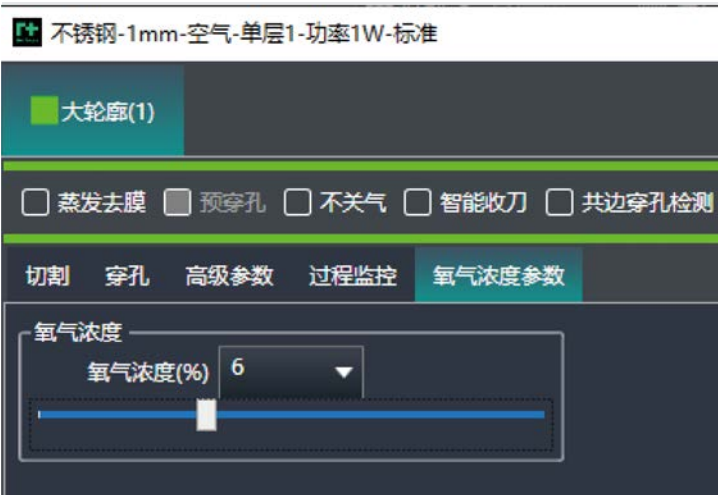 不锈钢-1mm-空气-单层1-功率1W-标准
大轮廓(1)
蒸发去膜 预穿孔 不关气 智能收刀 共边穿孔检测
切割 穿孔 高级参数 过程监控 氧气浓度参数
氧气浓度
氧气浓度(%) 6